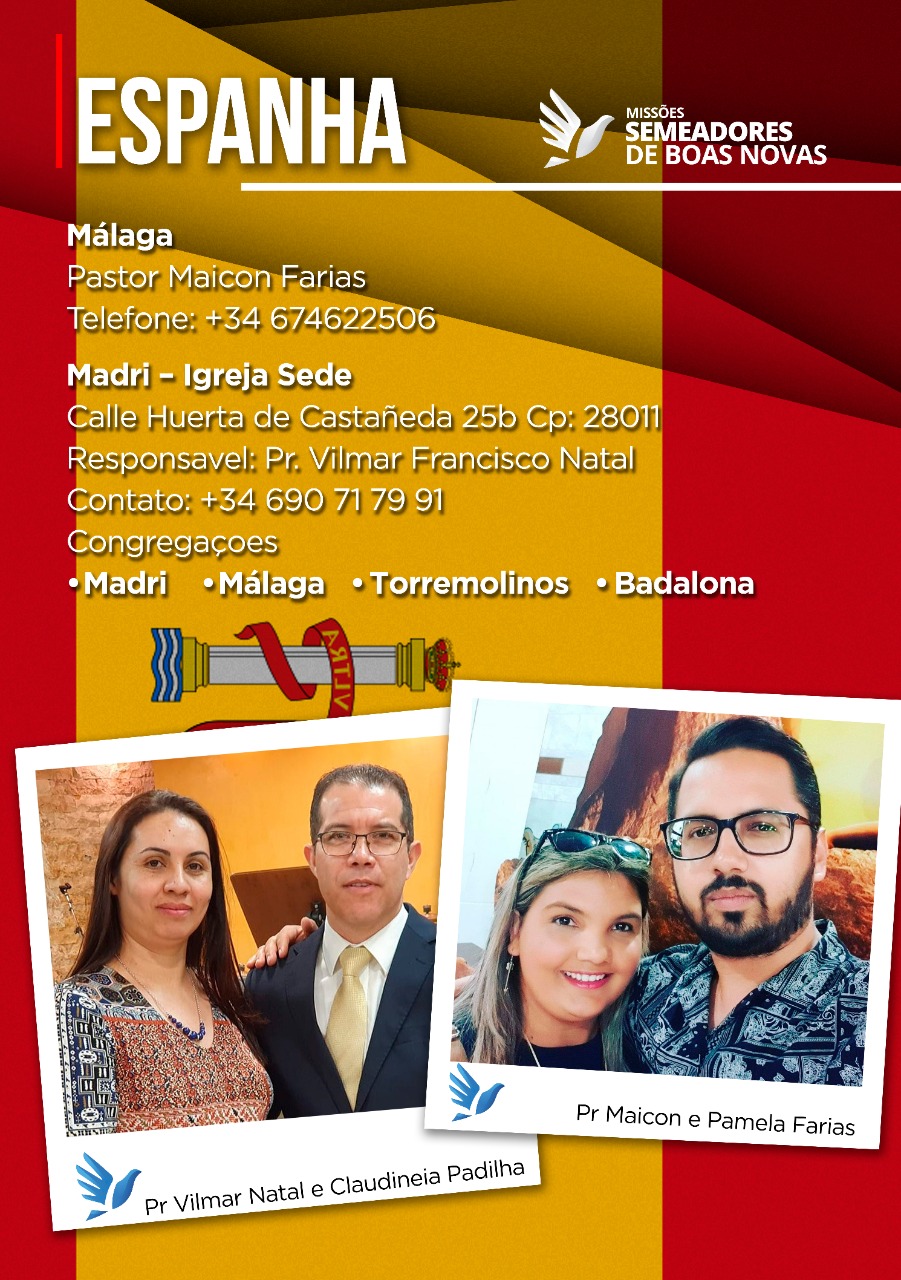 ESPANHA
MISSÕES
SEMEADORES
DE BOAS NOVAS
Málaga
Pastor Maicon Farias
Telefone: +34 674622506
Madri – Igreja Sede
Calle Huerta de Castañeda 25b Cp: 28011
Responsavel: Pr. Vilmar Francisco Natal
Contato: +34 690 71 79 91
Congregaçoes
• Madri • Málaga • Torremolinos • Badalona
VLTRA
Pr Maicon e Pamela Farias
Pr Vilmar Natal e Claudineia Padilha